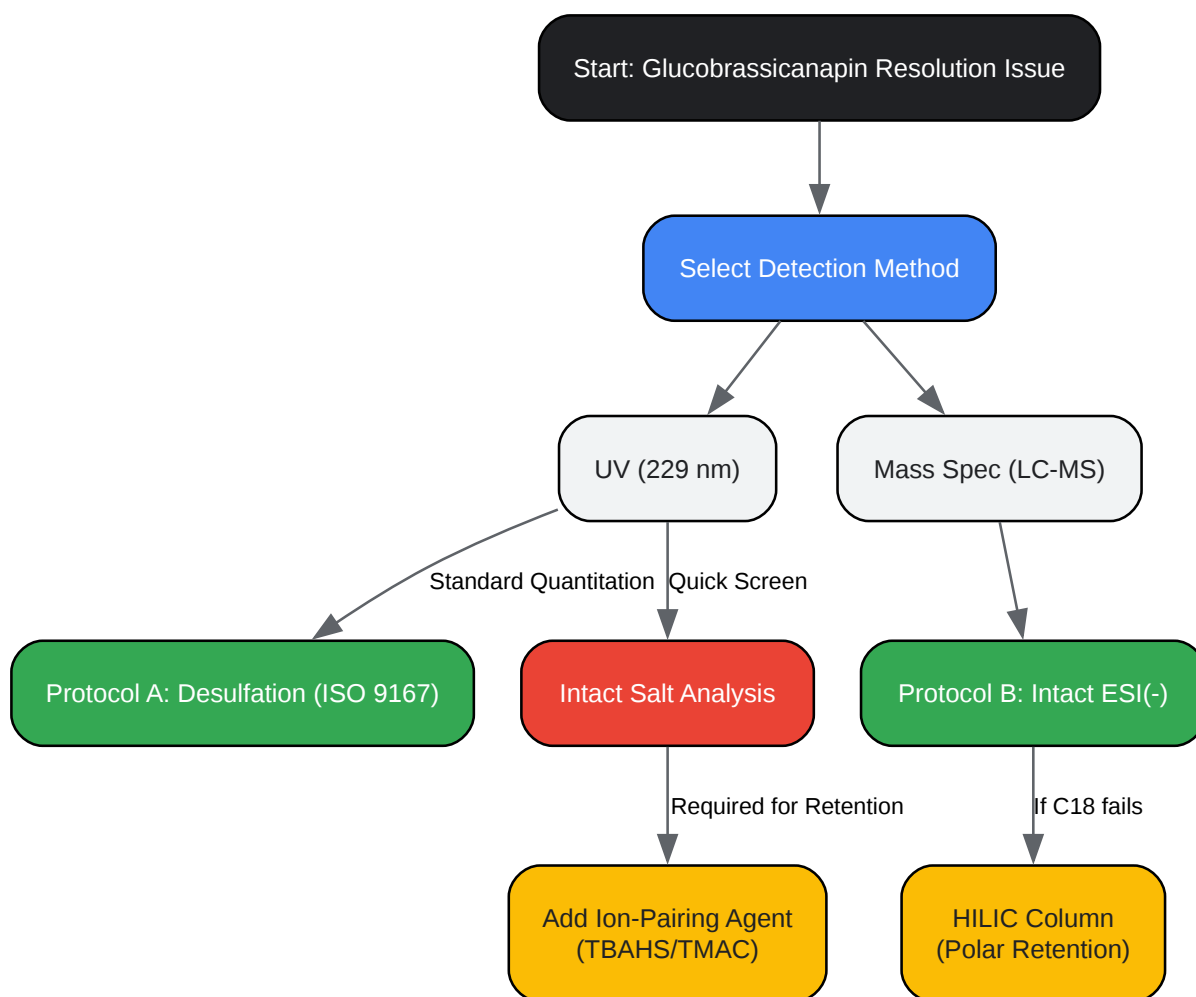 Start: Glucobrassicanapin Resolution Issue
Select Detection Method
UV (229 nm)
Mass Spec (LC-MS)
Standard Quantitation
Quick Screen
Protocol A: Desulfation (ISO 9167)
Intact Salt Analysis
Protocol B: Intact ESI(-)
Required for Retention
If C18 fails
Add Ion-Pairing Agent
(TBAHS/TMAC)
HILIC Column
(Polar Retention)